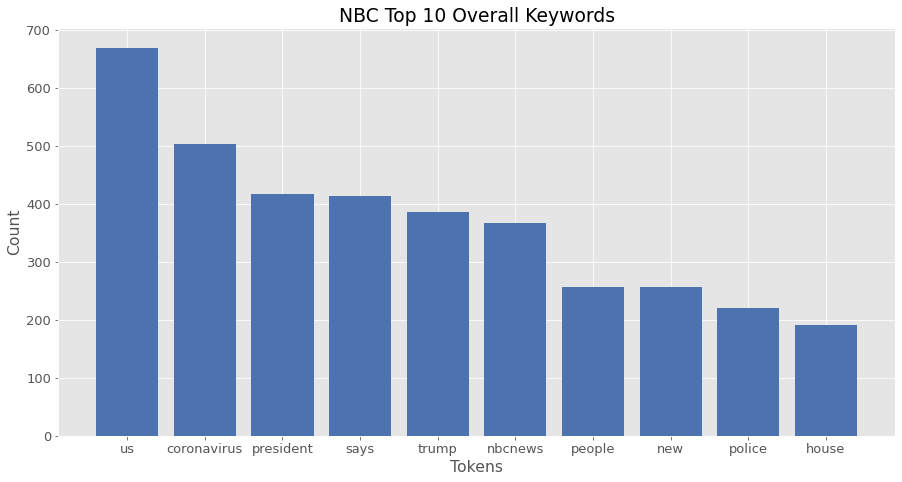 NBC Top 10 Overall Keywords
700
600
500
400
300
200
100
0
Count
us coronavirus president says trump nbcnews people new police house
Tokens